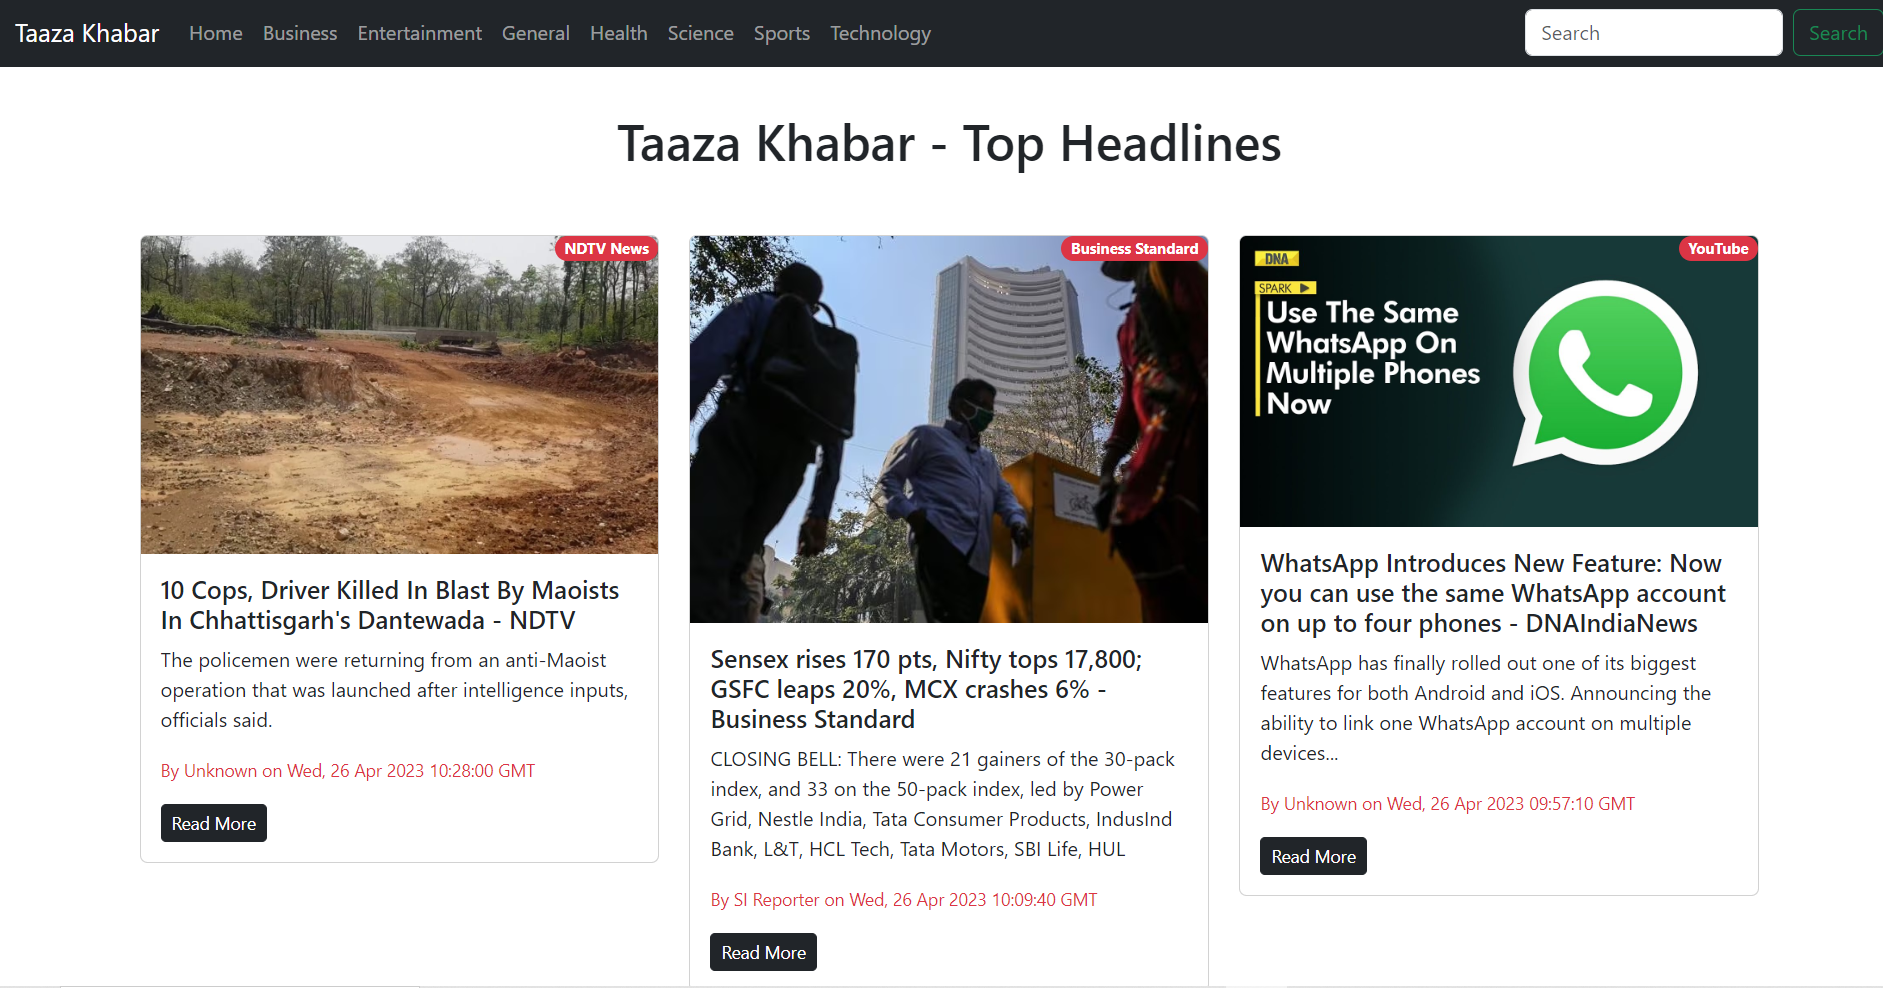 Taaza Khabar Home Business Entertainment General Health Science Sports Technology Search Search
Taaza Khabar - Top Headlines
NDTV News
10 Cops, Driver Killed In Blast By Maoists
In Chhattisgarh's Dantewada - NDTV
The policemen were returning from an anti-Maoist
operation that was launched after intelligence inputs,
officials said.
By Unknown on Wed, 26 Apr 2023 10:28:00 GMT
Read More
Business Standard
Sensex rises 170 pts, Nifty tops 17,800;
GSFC leaps 20%, MCX crashes 6% -
Business Standard
CLOSING BELL: There were 21 gainers of the 30-pack
index, and 33 on the 50-pack index, led by Power
Grid, Nestle India, Tata Consumer Products, IndusInd
Bank, L&T, HCL Tech, Tata Motors, SBI Life, HUL
By SI Reporter on Wed, 26 Apr 2023 10:09:40 GMT
Read More
YouTube
DNA
SPARK
Use The Same
WhatsApp On
Multiple Phones
Now
WhatsApp Introduces New Feature: Now
you can use the same WhatsApp account
on up to four phones - DNAIndiaNews
WhatsApp has finally rolled out one of its biggest
features for both Android and iOS. Announcing the
ability to link one WhatsApp account on multiple
devices...
By Unknown on Wed, 26 Apr 2023 09:57:10 GMT
Read More